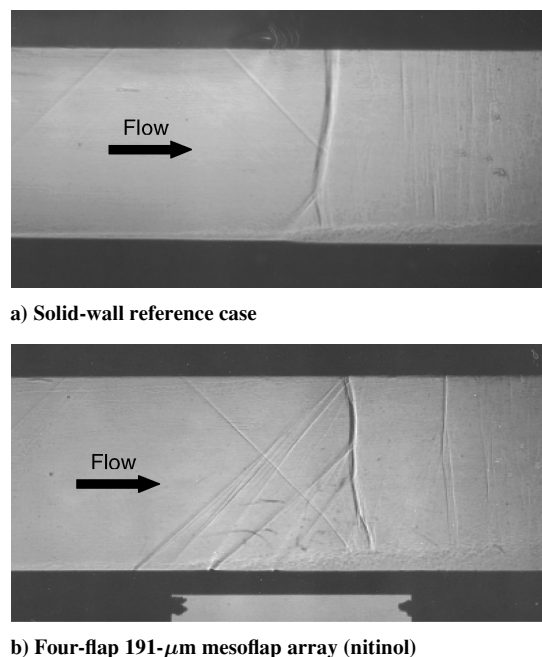 Flow
a) Solid-wall reference case
Flow
b) Four-flap 191-μm mesoflap array (nitinol)